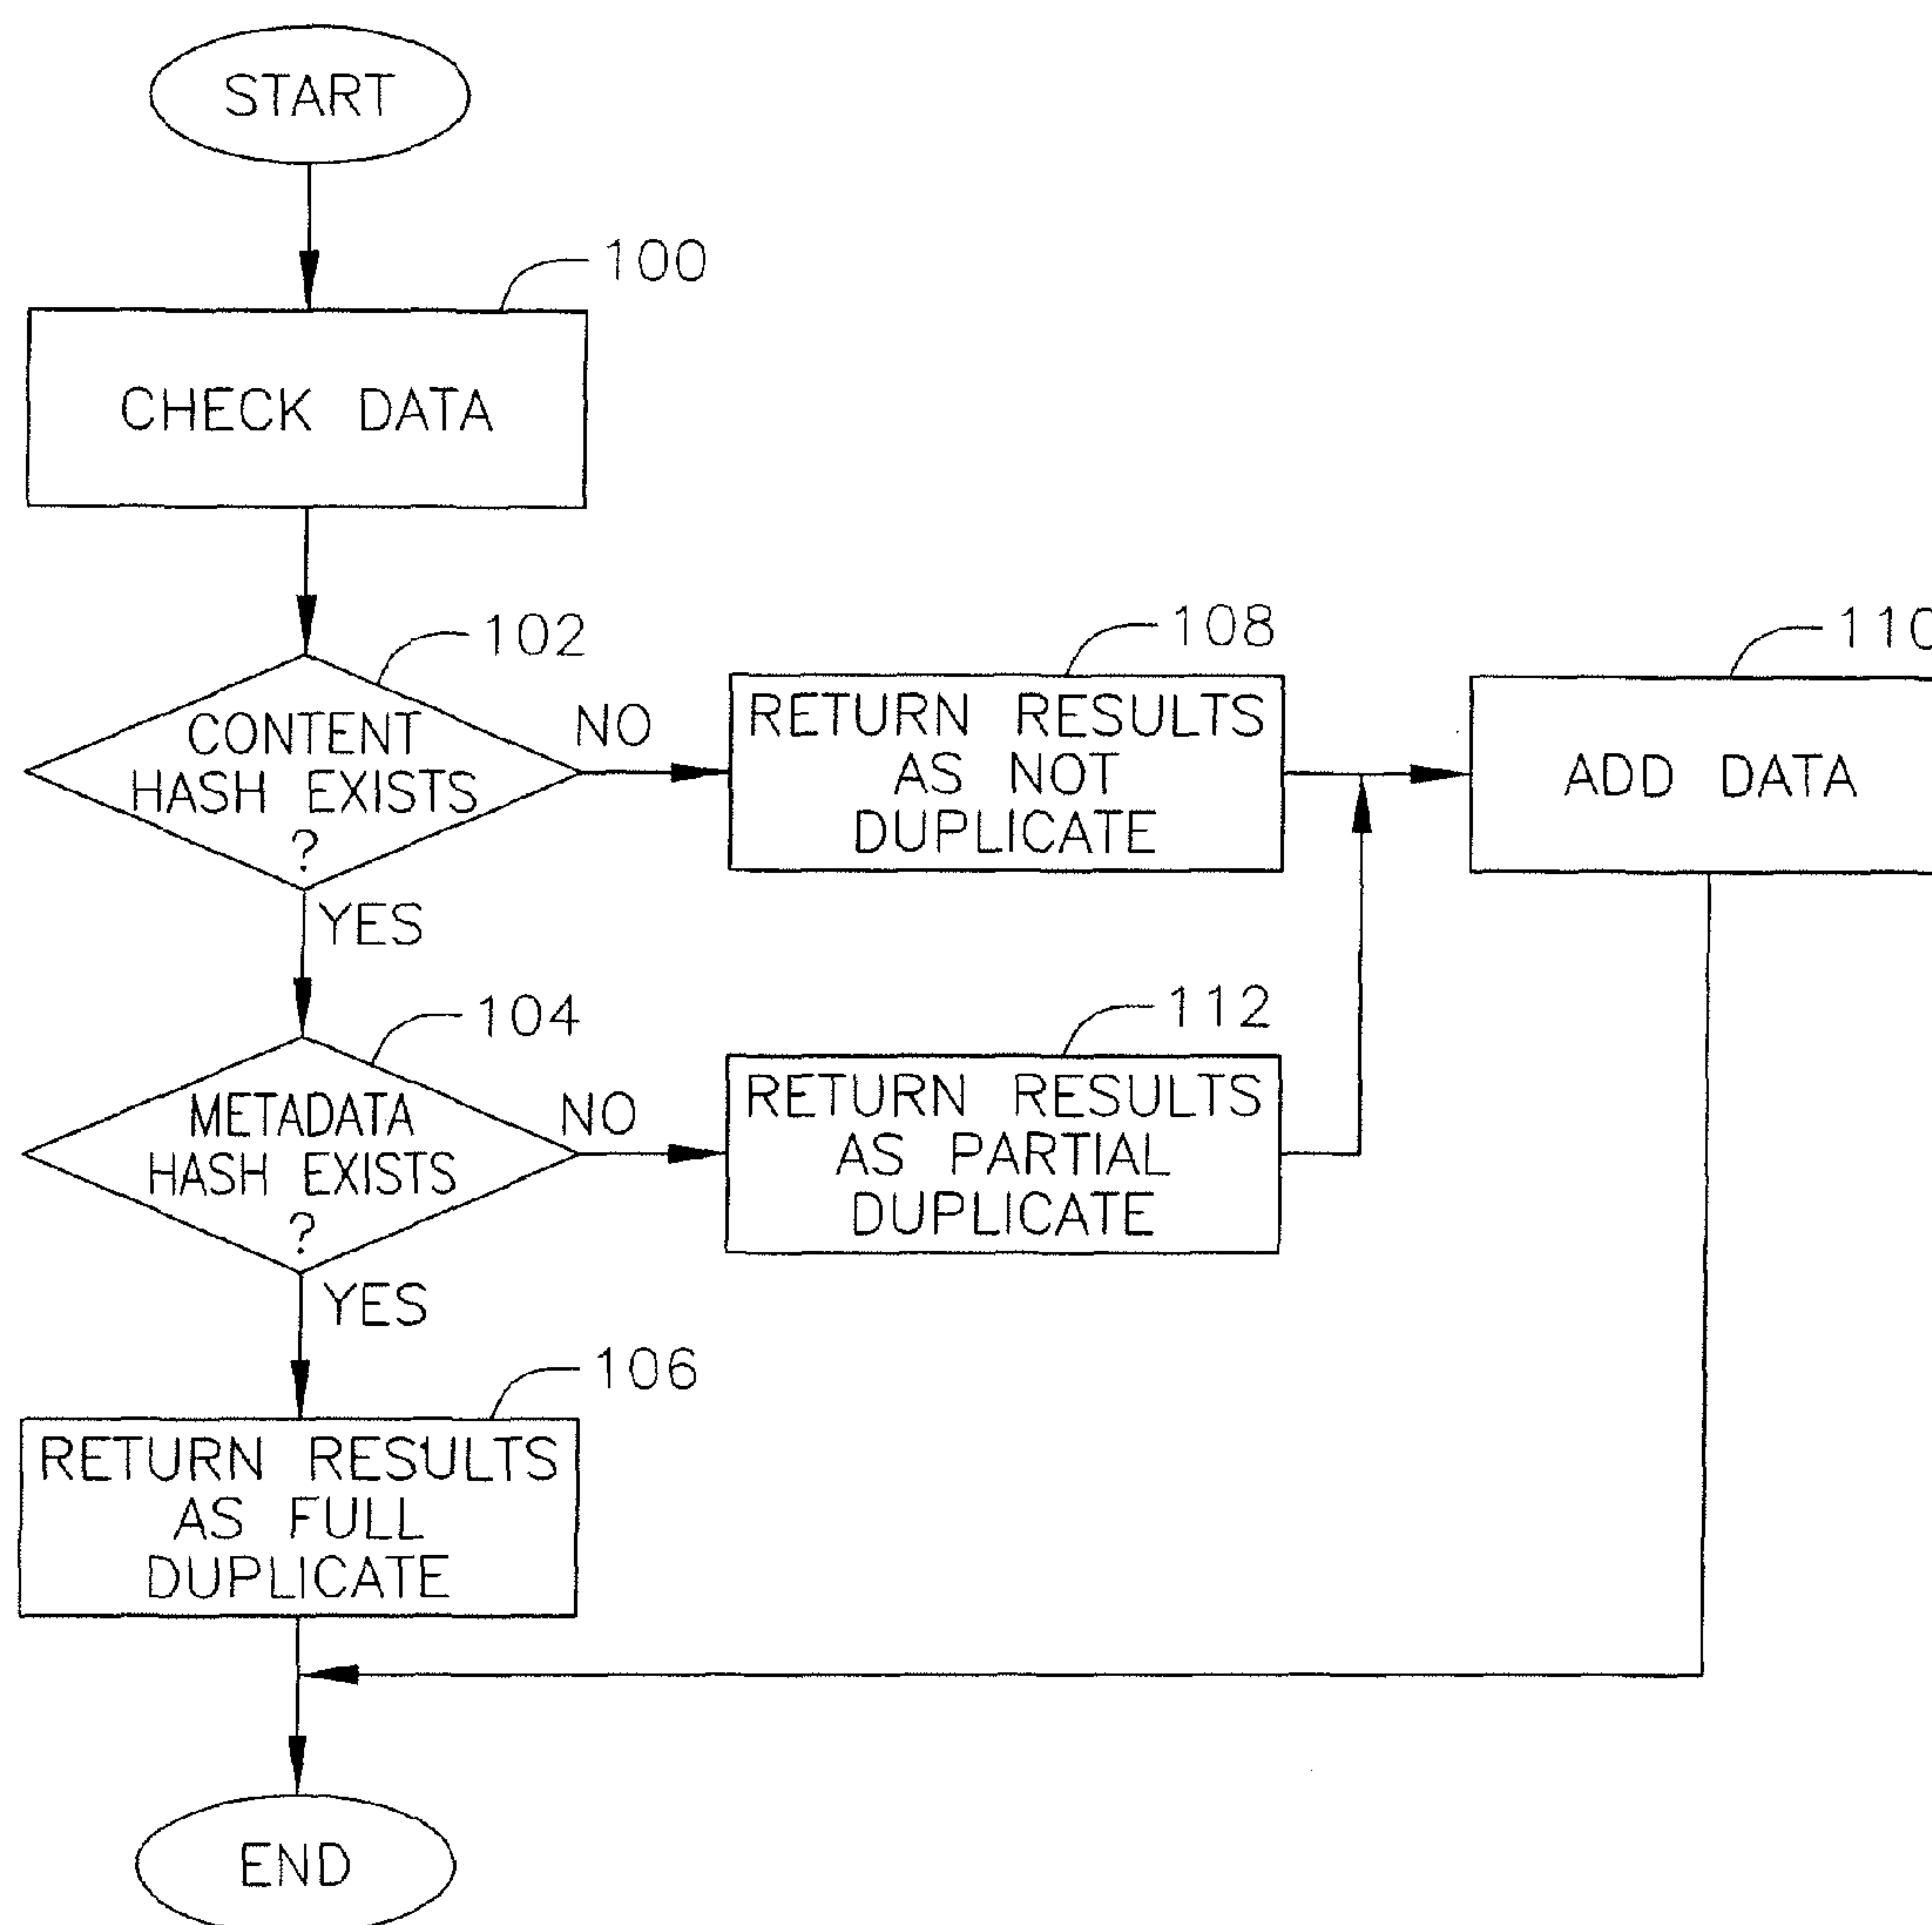 START
100
CHECK DATA
102
CONTENT
HASH EXISTS
?
NO
YES
108
RETURN RESULTS
AS NOT
DUPLICATE
110
ADD DATA
104
METADATA
HASH EXISTS
?
NO
YES
112
RETURN RESULTS
AS PARTIAL
DUPLICATE
106
RETURN RESULTS
AS FULL
DUPLICATE
END